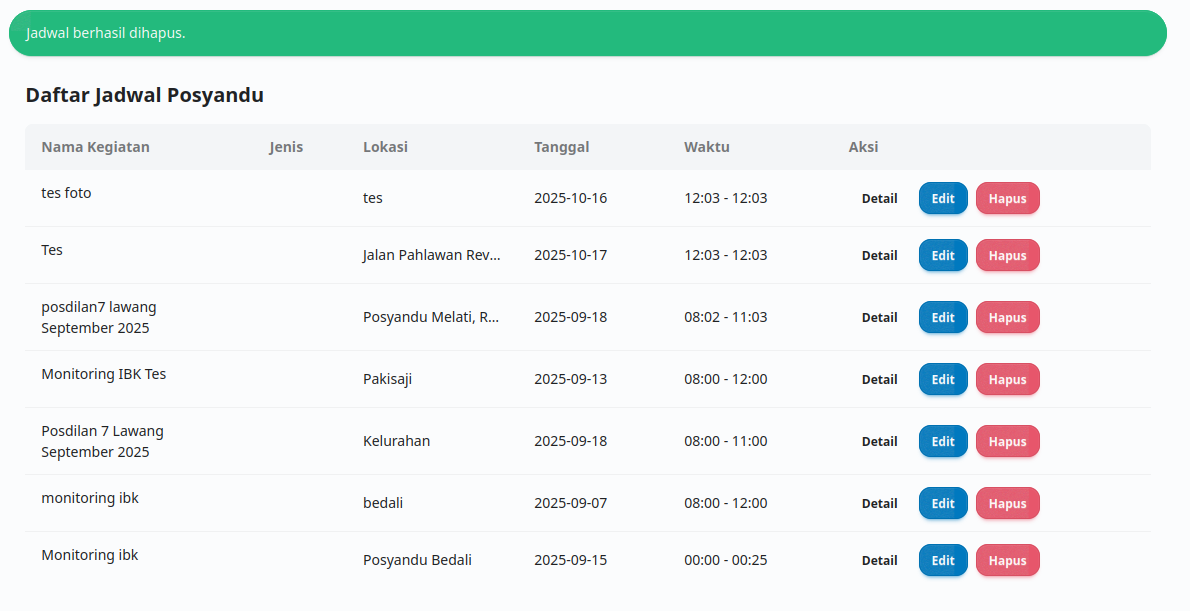 Jadwal berhasil dihapus.
Daftar Jadwal Posyandu
Nama Kegiatan Jenis Lokasi Tanggal Waktu Aksi
tes foto tes 2025-10-16 12:03 - 12:03 Detail Edit Hapus
Tes Jalan Pahlawan Rev... 2025-10-17 12:03 - 12:03 Detail Edit Hapus
posdilan7 lawang
September 2025 Posyandu Melati, R... 2025-09-18 08:02 - 11:03 Detail Edit Hapus
Monitoring IBK Tes Pakisaji 2025-09-13 08:00 - 12:00 Detail Edit Hapus
Posdilan 7 Lawang
September 2025 Kelurahan 2025-09-18 08:00 - 11:00 Detail Edit Hapus
monitoring ibk bedali 2025-09-07 08:00 - 12:00 Detail Edit Hapus
Monitoring ibk Posyandu Bedali 2025-09-15 00:00 - 00:25 Detail Edit Hapus